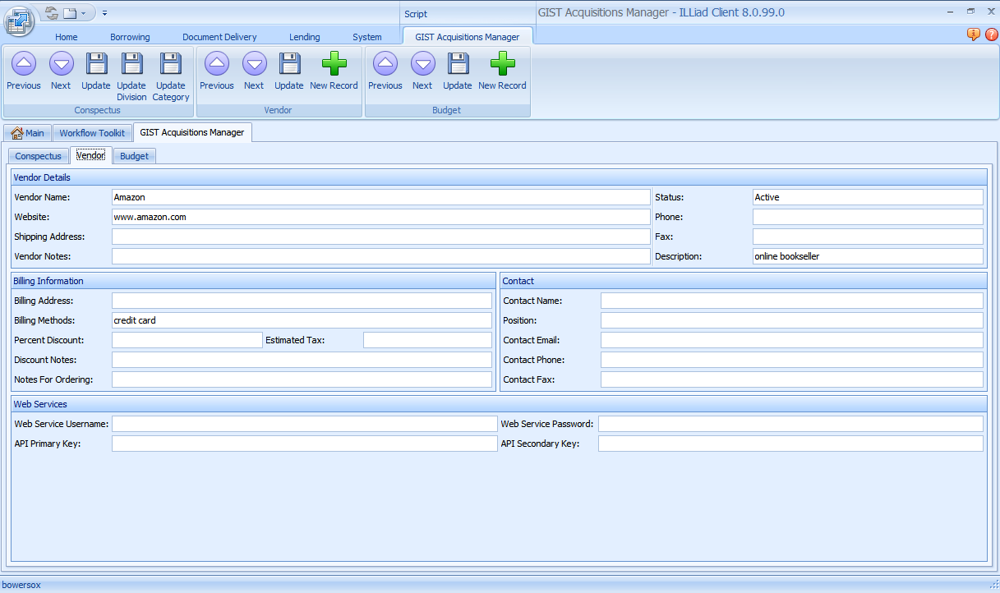 Script
GIST Acquisitions Manager - ILLiad Client 8.0.99.0
Home Borrowing Document Delivery Lending System GIST Acquisitions Manager
Previous Next Update Update Division Update Category
Conspectus
Previous Next Update New Record
Vendor
Previous Next Update New Record
Budget
Main Workflow Toolkit GIST Acquisitions Manager
Conspectus Vendor Budget
Vendor Details
Vendor Name: Amazon Status: Active
Website: www.amazon.com Phone:
Shipping Address: Fax:
Vendor Notes: Description: online bookseller
Billing Information
Billing Address:
Billing Methods: credit card
Percent Discount: Estimated Tax:
Discount Notes:
Notes For Ordering:
Contact
Contact Name:
Position:
Contact Email:
Contact Phone:
Contact Fax:
Web Services
Web Service Username: Web Service Password:
API Primary Key: API Secondary Key:
bowersox